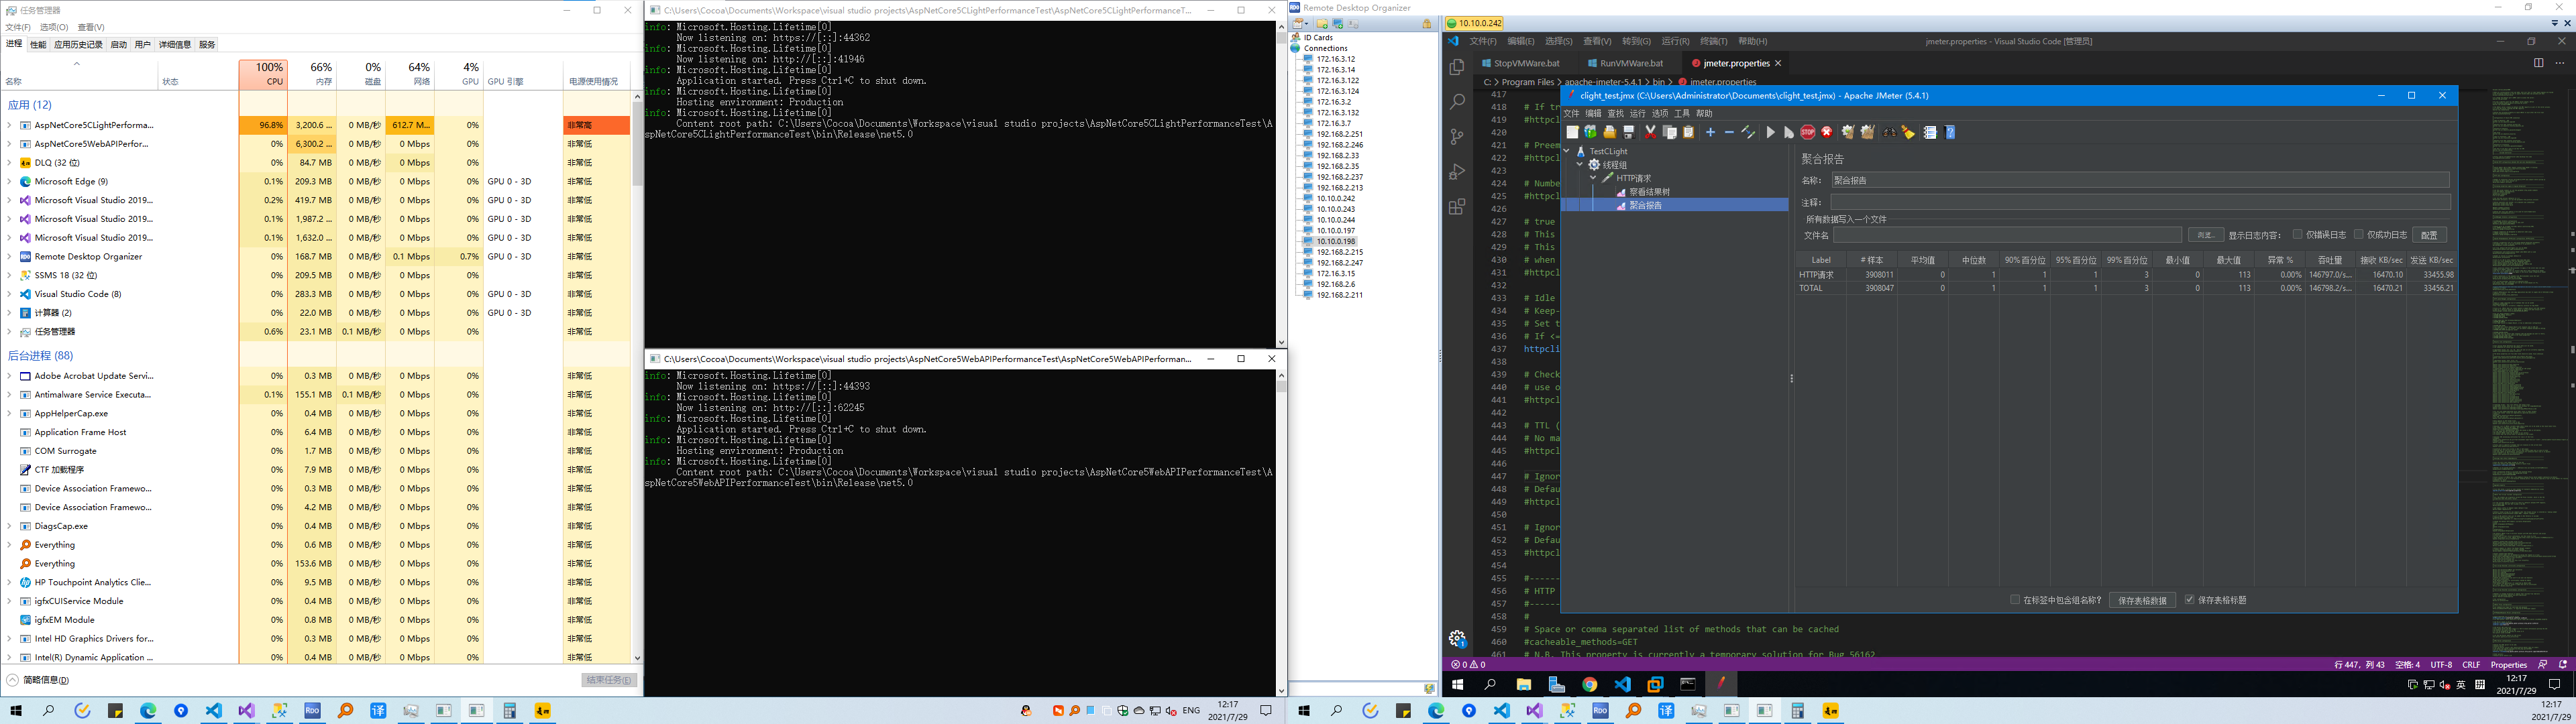 任务管理器
文件(F) 选项(O) 查看(V)
进程 性能 应用历史记录 启动 用户 详细信息 服务
100% 66% 0% 64% 4%
名称 状态 CPU 内存 磁盘 网络 GPU GPU 引擎 电源使用情况
应用 (12)
AspNetCore5CLightPerforma... 96.8% 3,200.6 ... 0 MB/秒 612.7 M... 0% 非常高
AspNetCore5WebAPIPerfor... 0% 6,300.2 ... 0 MB/秒 0 Mbps 0% 非常低
DLQ (32 位) 0% 84.7 MB 0 MB/秒 0 Mbps 0% 非常低
Microsoft Edge (9) 0.1% 209.3 MB 0 MB/秒 0 Mbps 0% GPU 0 - 3D 非常低
Microsoft Visual Studio 2019... 0.2% 419.7 MB 0 MB/秒 0 Mbps 0% GPU 0 - 3D 非常低
Microsoft Visual Studio 2019... 0.1% 1,987.2 ... 0 MB/秒 0 Mbps 0% GPU 0 - 3D 非常低
Microsoft Visual Studio 2019... 0.1% 1,632.0 ... 0 MB/秒 0 Mbps 0% GPU 0 - 3D 非常低
Remote Desktop Organizer 0% 168.7 MB 0 MB/秒 0.1 Mbps 0.7% GPU 0 - 3D 非常低
SSMS 18 (32 位) 0% 209.5 MB 0 MB/秒 0 Mbps 0% 非常低
Visual Studio Code (8) 0% 283.3 MB 0 MB/秒 0 Mbps 0% GPU 0 - 3D 非常低
计算器 (2) 0% 22.0 MB 0 MB/秒 0 Mbps 0% GPU 0 - 3D 非常低
任务管理器 0.6% 23.1 MB 0.1 MB/秒 0 Mbps 0% 非常低
后台进程 (88)
Adobe Acrobat Update Servi... 0% 0.3 MB 0 MB/秒 0 Mbps 0% 非常低
Antimalware Service Executa... 0.1% 155.1 MB 0.1 MB/秒 0 Mbps 0% 非常低
AppHelperCap.exe 0% 0.4 MB 0 MB/秒 0 Mbps 0% 非常低
Application Frame Host 0% 6.4 MB 0 MB/秒 0 Mbps 0% 非常低
COM Surrogate 0% 1.7 MB 0 MB/秒 0 Mbps 0% 非常低
CTF 加载程序 0% 7.9 MB 0 MB/秒 0 Mbps 0% 非常低
Device Association Framewo... 0% 0.3 MB 0 MB/秒 0 Mbps 0% 非常低
Device Association Framewo... 0% 4.2 MB 0 MB/秒 0 Mbps 0% 非常低
DiagsCap.exe 0% 0.4 MB 0 MB/秒 0 Mbps 0% 非常低
Everything 0% 0.6 MB 0 MB/秒 0 Mbps 0% 非常低
Everything 0% 153.6 MB 0 MB/秒 0 Mbps 0% 非常低
HP Touchpoint Analytics Clie... 0% 9.5 MB 0 MB/秒 0 Mbps 0% 非常低
igfxCUIService Module 0% 0.4 MB 0 MB/秒 0 Mbps 0% 非常低
igfxEM Module 0% 0.8 MB 0 MB/秒 0 Mbps 0% 非常低
Intel HD Graphics Drivers for... 0% 0.3 MB 0 MB/秒 0 Mbps 0% 非常低
Intel(R) Dynamic Application ... 0% 0.4 MB 0 MB/秒 0 Mbps 0% 非常低
简略信息(D) 结束任务(E)
C:\Users\Cocoa\Documents\Workspace\visual studio projects\AspNetCore5CLightPerformanceTest\AspNetCore5CLightPerformanceT...
info: Microsoft.Hosting.Lifetime[0]
Now listening on: https://[::]:44362
info: Microsoft.Hosting.Lifetime[0]
Now listening on: http://[::]:41946
info: Microsoft.Hosting.Lifetime[0]
Application started. Press Ctrl+C to shut down.
info: Microsoft.Hosting.Lifetime[0]
Hosting environment: Production
info: Microsoft.Hosting.Lifetime[0]
Content root path: C:\Users\Cocoa\Documents\Workspace\visual studio projects\AspNetCore5CLightPerformanceTest\A
spNetCore5CLightPerformanceTest\bin\Release\net5.0
C:\Users\Cocoa\Documents\Workspace\visual studio projects\AspNetCore5WebAPIPerformanceTest\AspNetCore5WebAPIPerforman...
info: Microsoft.Hosting.Lifetime[0]
Now listening on: https://[::]:44393
info: Microsoft.Hosting.Lifetime[0]
Now listening on: http://[::]:62245
info: Microsoft.Hosting.Lifetime[0]
Application started. Press Ctrl+C to shut down.
info: Microsoft.Hosting.Lifetime[0]
Hosting environment: Production
info: Microsoft.Hosting.Lifetime[0]
Content root path: C:\Users\Cocoa\Documents\Workspace\visual studio projects\AspNetCore5WebAPIPerformanceTest\A
spNetCore5WebAPIPerformanceTest\bin\Release\net5.0
Remote Desktop Organizer
ID Cards
Connections
172.16.3.12
172.16.3.14
172.16.3.122
172.16.3.124
172.16.3.2
172.16.3.132
172.16.3.7
192.168.2.251
192.168.2.246
192.168.2.33
192.168.2.35
192.168.2.237
192.168.2.213
10.10.0.242
10.10.0.243
10.10.0.244
10.10.0.197
10.10.0.198
192.168.2.215
192.168.2.247
172.16.3.15
192.168.2.6
192.168.2.211
10.10.0.242
文件(F) 编辑(E) 选择(S) 查看(V) 转到(G) 运行(R) 终端(T) 帮助(H) jmeter.properties - Visual Studio Code [管理员]
StopVMWare.bat RunVMWare.bat jmeter.properties
C: > Program Files > apache-jmeter-5.4.1 > bin > jmeter.properties
417
418 # If tr
419 #httpcl
420
421 # Preem
422 #httpcl
423
424 # Numbe
425 #httpcl
426
427 # true
428 # This
429 # This
430 # when
431 #httpcl
432
433 # Idle
434 # Keep-
435 # Set t
436 # If <=
437 httpcli
438
439 # Check
440 # use o
441 #httpcl
442
443 # TTL (
444 # No ma
445 #httpcl
446
447 # Ignor
448 # Defau
449 #httpcl
450
451 # Ignor
452 # Defau
453 #httpcl
454
455 #-------
456 # HTTP
457 #-------
458 #
459 # Space or comma separated list of methods that can be cached
460 #cacheable_methods=GET
461 # N.B. This property is currently a temporary solution for Bug 56162
clight_test.jmx (C:\Users\Administrator\Documents\clight_test.jmx) - Apache JMeter (5.4.1)
文件 编辑 查找 运行 选项 工具 帮助
TestCLight
线程组
HTTP请求
察看结果树
聚合报告
聚合报告
名称： 聚合报告
注释：
所有数据写入一个文件
文件名 浏览... 显示日志内容： 仅错误日志 仅成功日志 配置
Label # 样本 平均值 中位数 90% 百分位 95% 百分位 99% 百分位 最小值 最大值 异常 % 吞吐量 接收 KB/sec 发送 KB/sec
HTTP请求 3908011 0 1 1 1 3 0 113 0.00% 146797.0/s... 16470.10 33455.98
TOTAL 3908047 0 1 1 1 3 0 113 0.00% 146798.2/s... 16470.21 33456.21
在标签中包含组名称? 保存表格数据 保存表格标题
0 0 行 447，列 43 空格: 4 UTF-8 CRLF Properties
英 12:17
2021/7/29
ENG 12:17
2021/7/29
12:17
2021/7/29